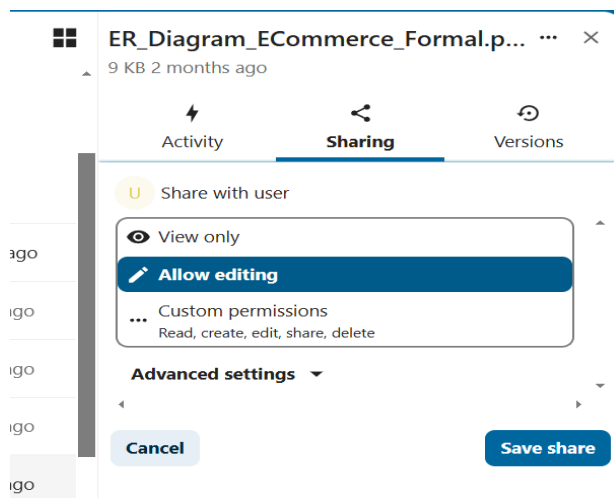 ER_Diagram_ECommerce_Formal.p...
9 KB 2 months ago
Activity
Sharing
Versions
U Share with user
View only
Allow editing
Custom permissions
Read, create, edit, share, delete
Advanced settings
Cancel
Save share
ago
ago
ago
ago
ago